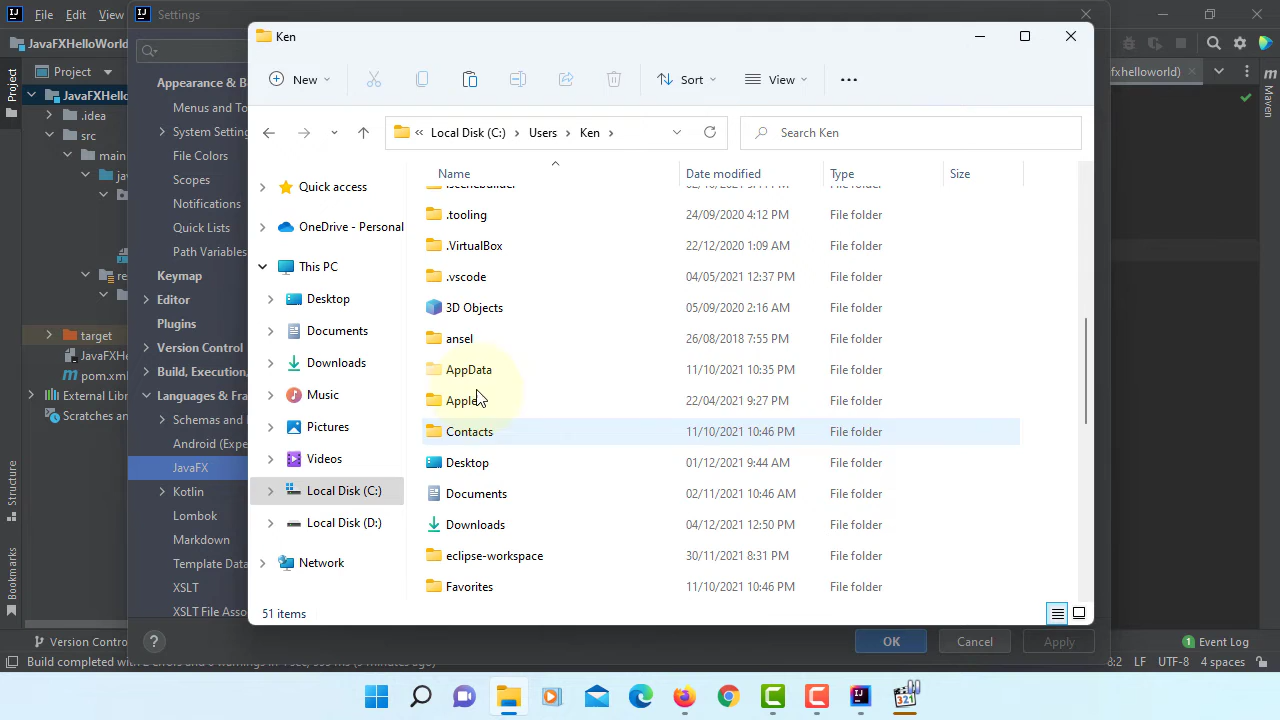 File Edit View
Settings
JavaFXHelloWorld
fxhelloworld)
Project
JavaFXHello
.idea
src
main
target
JavaFXHe
pom.xml
External Lib
Scratches an
Project
Structure
Bookmarks
Maven
Appearance & B
Menus and To
System Setting
File Colors
Scopes
Notifications
Quick Lists
Path Variables
Keymap
Editor
Plugins
Version Control
Build, Execution,
Languages & Fra
Schemas and
Android (Expe
JavaFX
Kotlin
Lombok
Markdown
Template Data
XSLT
XSLT File Asso
Ken
New
Sort
View
Local Disk (C:) Users Ken
Search Ken
Quick access
OneDrive - Personal
This PC
Desktop
Documents
Downloads
Music
Pictures
Videos
Local Disk (C:)
Local Disk (D:)
Network
Name Date modified Type Size
.tooling 24/09/2020 4:12 PM File folder
.VirtualBox 22/12/2020 1:09 AM File folder
.vscode 04/05/2021 12:37 PM File folder
3D Objects 05/09/2020 2:16 AM File folder
ansel 26/08/2018 7:55 PM File folder
AppData 11/10/2021 10:35 PM File folder
Apple 22/04/2021 9:27 PM File folder
Contacts 11/10/2021 10:46 PM File folder
Desktop 01/12/2021 9:44 AM File folder
Documents 02/11/2021 10:46 AM File folder
Downloads 04/12/2021 12:50 PM File folder
eclipse-workspace 30/11/2021 8:31 PM File folder
Favorites 11/10/2021 10:46 PM File folder
51 items
? OK Cancel Apply
Version Contro
Event Log
8:2 LF UTF-8 4 spaces
321